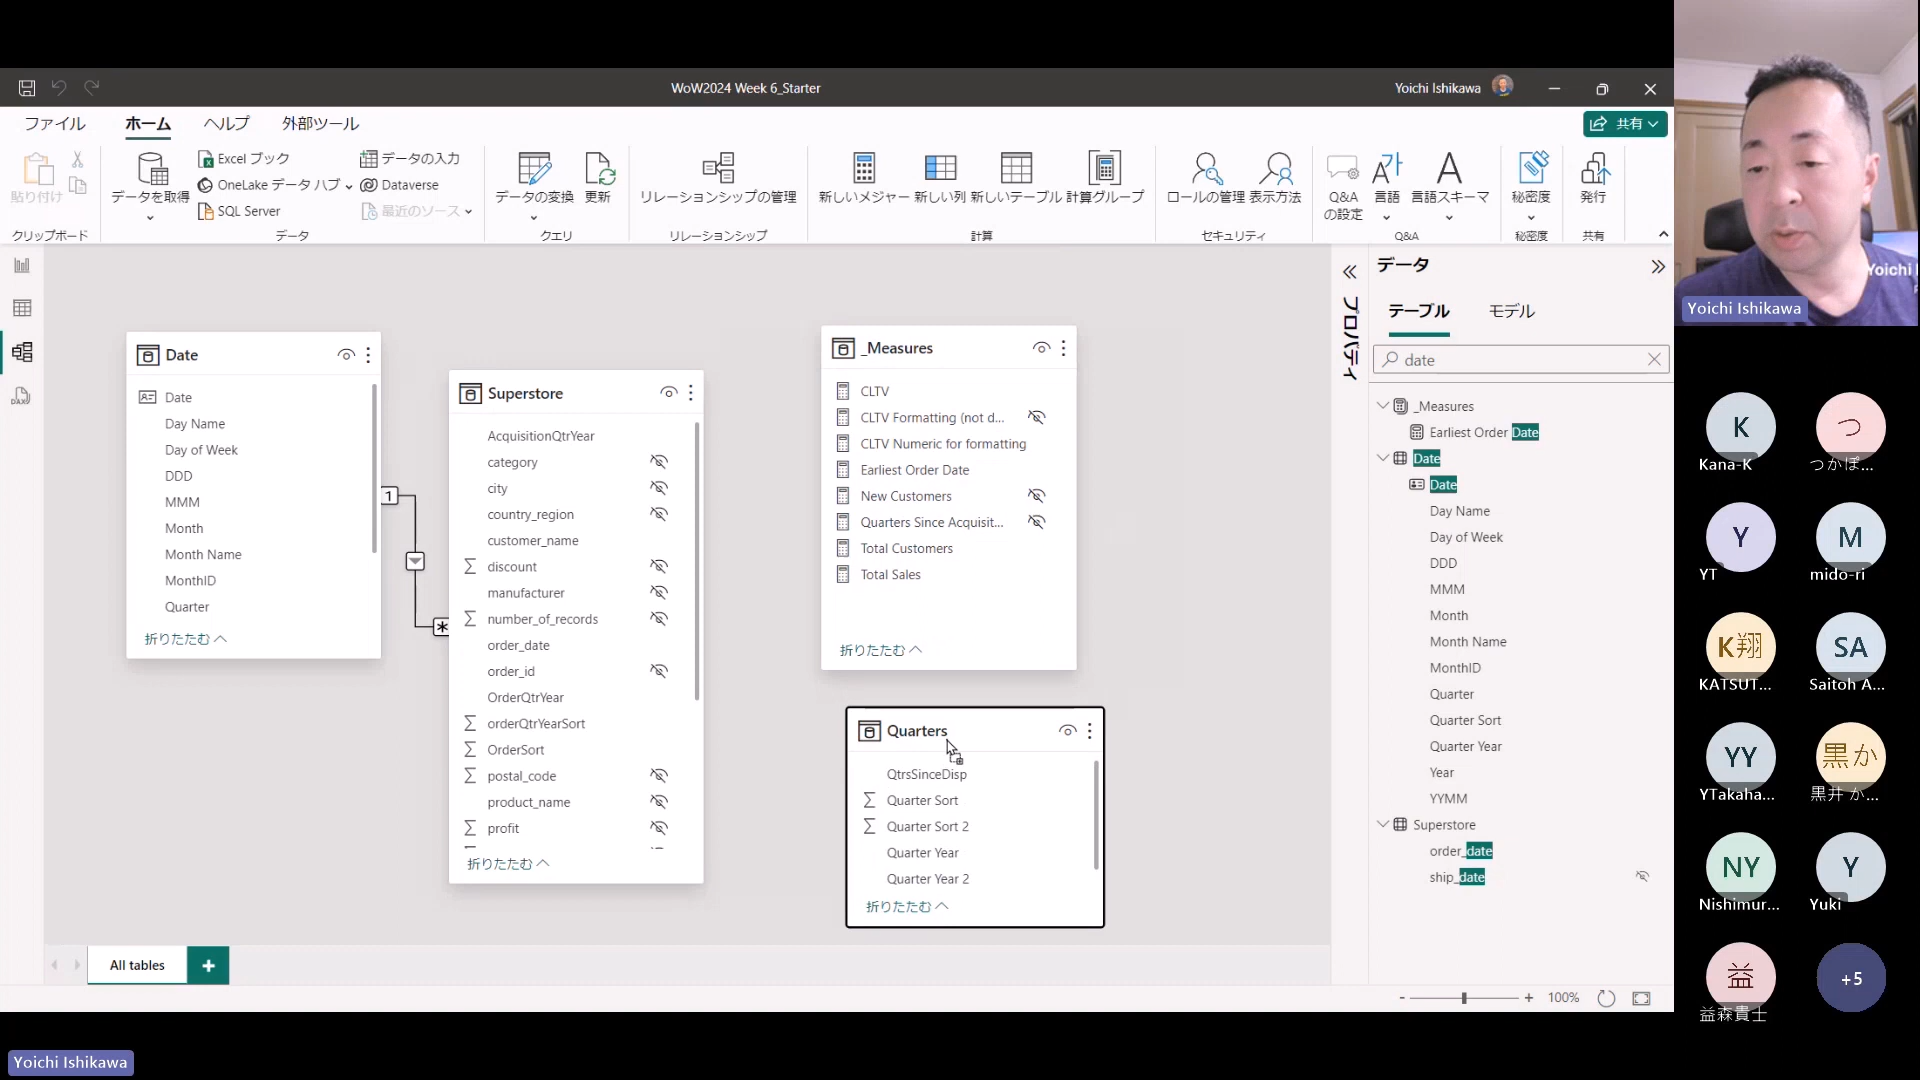 WoW2024 Week 6_Starter
Yoichi Ishikawa
ファイル
ホーム
ヘルプ
外部ツール
共有
貼り付け
クリップボード
データを取得
Excel ブック
OneLake データ ハブ
SQL Server
データの入力
Dataverse
最近のソース
データ
データの変換
更新
クエリ
リレーションシップの管理
リレーションシップ
新しいメジャー
新しい列
新しいテーブル
計算グループ
計算
ロールの管理
表示方法
セキュリティ
Q&A
の設定
言語
言語スキーマ
Q&A
秘密度
秘密度
発行
共有
Date
Date
Day Name
Day of Week
DDD
MMM
Month
Month Name
MonthID
Quarter
折りたたむ
1
*
Superstore
AcquisitionQtrYear
category
city
country_region
customer_name
discount
manufacturer
number_of_records
order_date
order_id
OrderQtrYear
orderQtrYearSort
OrderSort
postal_code
product_name
profit
折りたたむ
_Measures
CLTV
CLTV Formatting (not d...
CLTV Numeric for formatting
Earliest Order Date
New Customers
Quarters Since Acquisit...
Total Customers
Total Sales
折りたたむ
Quarters
QtrsSinceDisp
Quarter Sort
Quarter Sort 2
Quarter Year
Quarter Year 2
折りたたむ
プロパティ
データ
テーブル
モデル
date
_Measures
Earliest Order Date
Date
Date
Day Name
Day of Week
DDD
MMM
Month
Month Name
MonthID
Quarter
Quarter Sort
Quarter Year
Year
YYMM
Superstore
order_date
ship_date
All tables
+
- + 100%
Yoichi
Yoichi Ishikawa
K
Kana-K
つ
つかぽ...
Y
YT
M
mido-ri
K翔
KATSUT...
SA
Saitoh A...
YY
YTakaha...
黒か
黒井 か...
NY
Nishimur...
Y
Yuki
益
益森貴士
+5
Yoichi Ishikawa